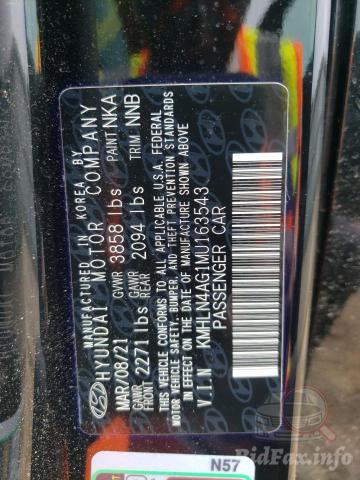 MANUFACTURED IN KOREA BY
HYUNDAI MOTOR COMPANY
MAR/08/21 GVWR 3858 lbs PAINT NKA
GAWR FRONT 2271 lbs GAWR REAR 2094 lbs TRIM NNB
THIS VEHICLE CONFORMS TO ALL APPLICABLE U.S.A. FEDERAL
MOTOR VEHICLE SAFETY, BUMPER, AND THEFT PREVENTION STANDARDS
IN EFFECT ON THE DATE OF MANUFACTURE SHOWN ABOVE
V.I.N KMHLN4AG1MU163543
PASSENGER CAR
N57
BidFax.info